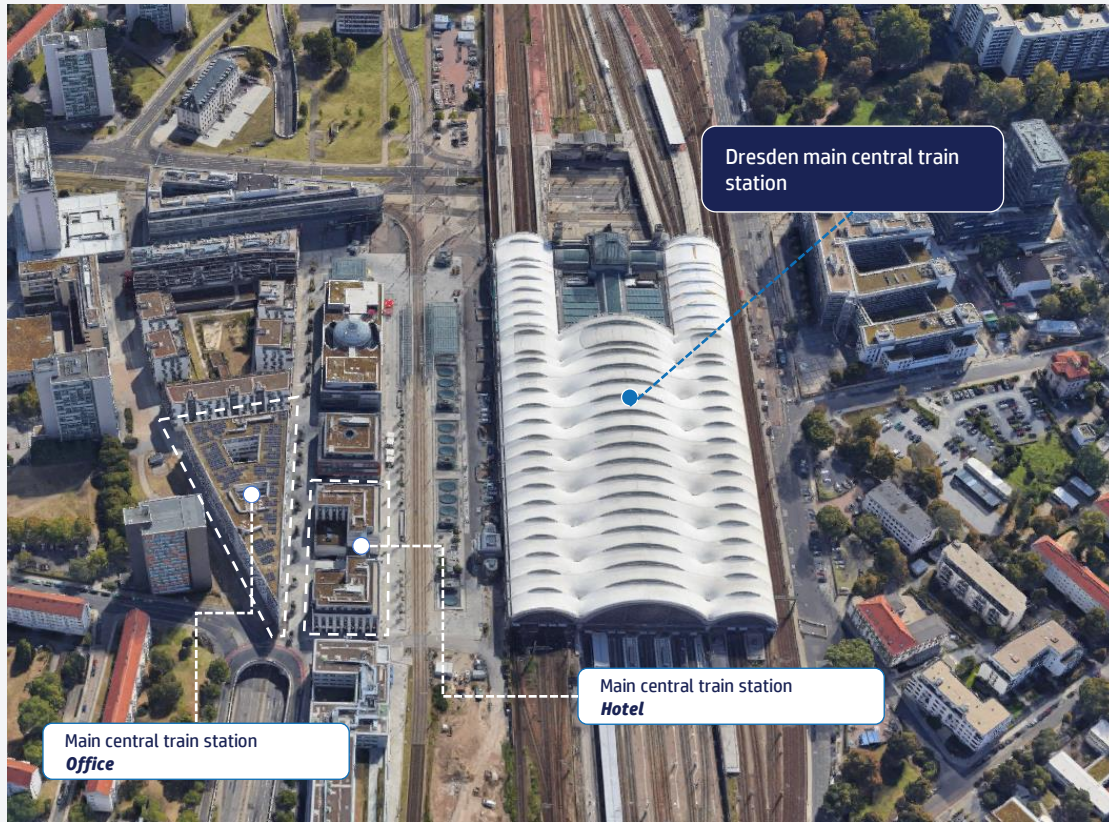 Dresden main central train
station
Main central train station
Hotel
Main central train station
Office